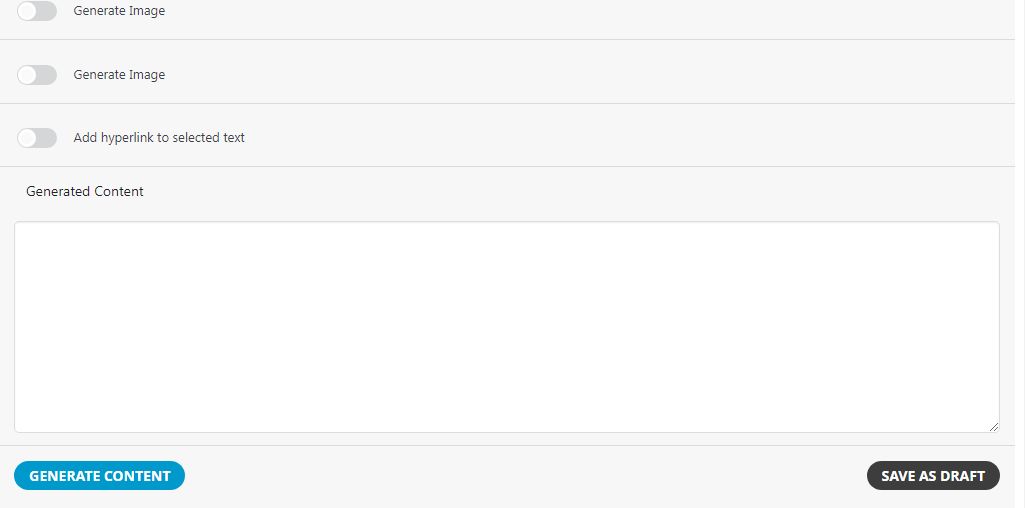 Generate Image
Generate Image
Add hyperlink to selected text
Generated Content
GENERATE CONTENT
SAVE AS DRAFT